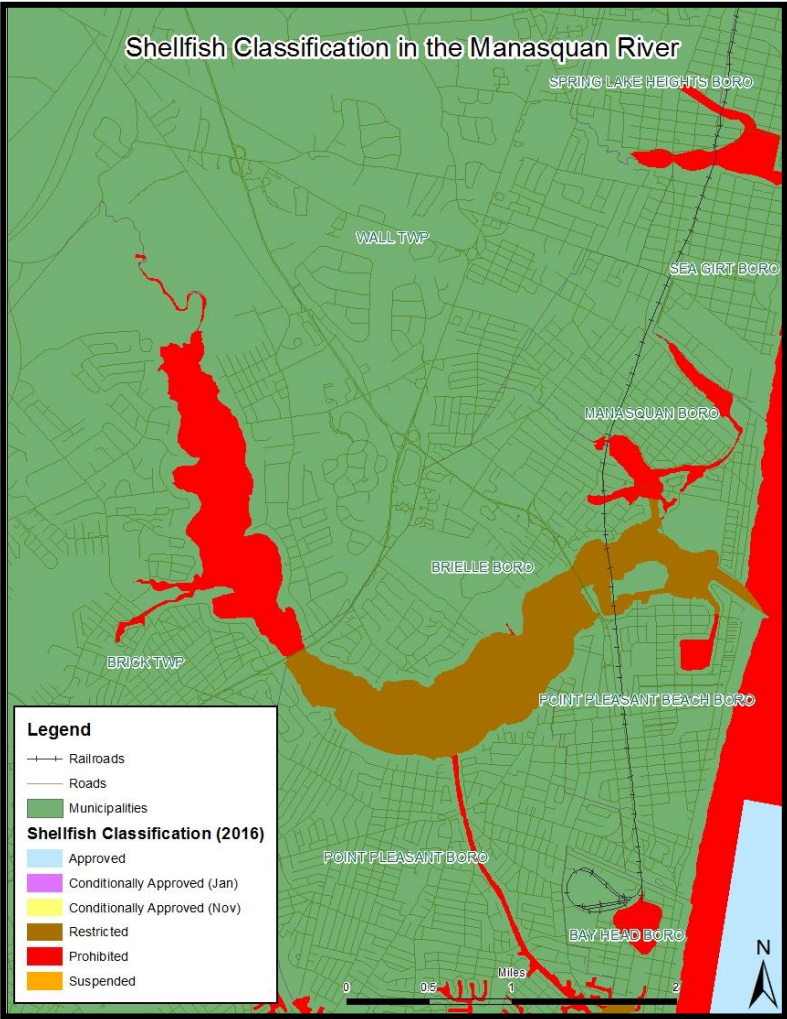 Shellfish Classification in the Manasquan River
SPRING LAKE HEIGHTS BORO
WALL TWP
SEA GIRT BORO
MANASQUAN BORO
BRIELLE BORO
BRICK TWP
POINT PLEASANT BEACH BORO
POINT PLEASANT BORO
BAY HEAD BORO
Legend
Railroads
Roads
Municipalities
Shellfish Classification (2016)
Approved
Conditionally Approved (Jan)
Conditionally Approved (Nov)
Restricted
Prohibited
Suspended
N
Miles
0 0.5 1 2